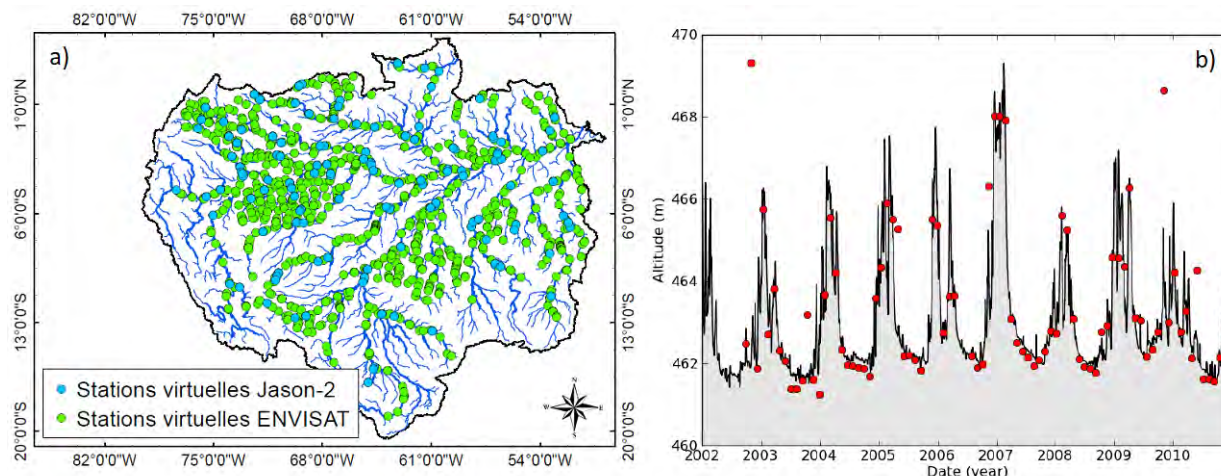 82°0'0"W 75°0'0"W 68°0'0"W 61°0'0"W 54°0'0"W
a)
1°0'0"N
6°0'0"S
13°0'0"S
20°0'0"S
1°0'0"N
6°0'0"S
13°0'0"S
20°0'0"S
Stations virtuelles Jason-2
Stations virtuelles ENVISAT
N
W E
S
82°0'0"W 75°0'0"W 68°0'0"W 61°0'0"W 54°0'0"W
b)
Altitude (m)
470
468
466
464
462
460
2002 2003 2004 2005 2006 2007 2008 2009 2010
Date (year)